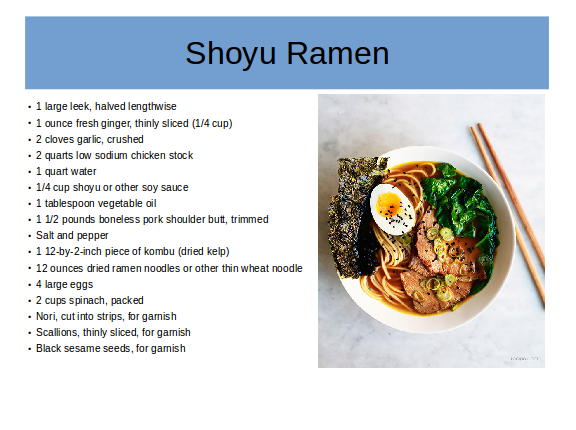 Shoyu Ramen
• 1 large leek, halved lengthwise
• 1 ounce fresh ginger, thinly sliced (1/4 cup)
• 2 cloves garlic, crushed
• 2 quarts low sodium chicken stock
• 1 quart water
• 1/4 cup shoyu or other soy sauce
• 1 tablespoon vegetable oil
• 1 1/2 pounds boneless pork shoulder butt, trimmed
• Salt and pepper
• 1 12-by-2-inch piece of kombu (dried kelp)
• 12 ounces dried ramen noodles or other thin wheat noodle
• 4 large eggs
• 2 cups spinach, packed
• Nori, cut into strips, for garnish
• Scallions, thinly sliced, for garnish
• Black sesame seeds, for garnish